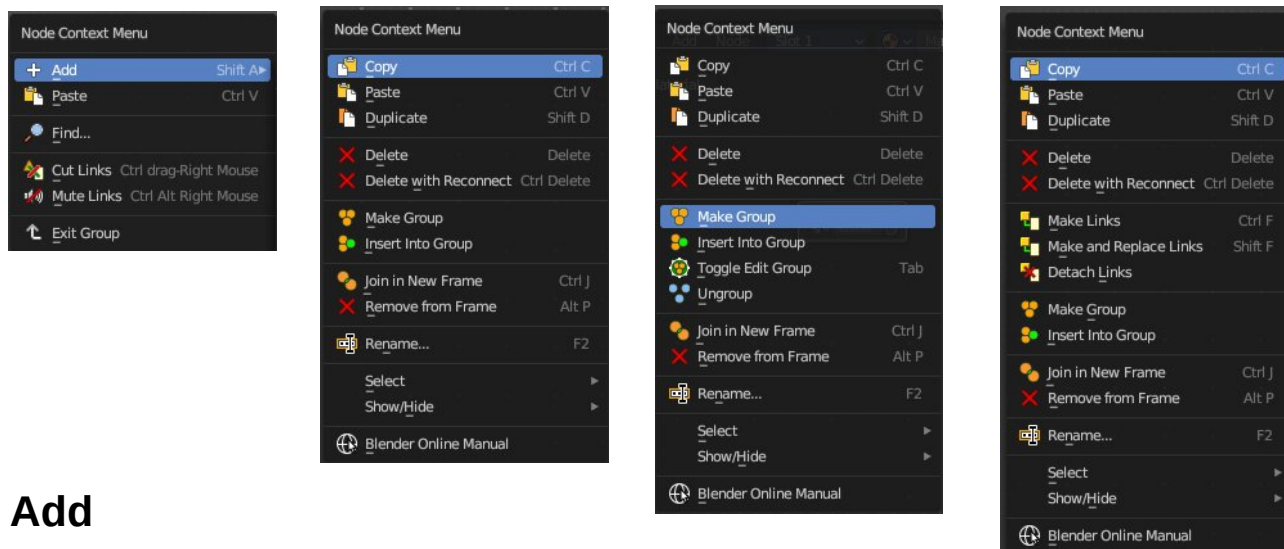 Node Context Menu
Add Shift A
Paste Ctrl V
Find...
Cut Links Ctrl drag-Right Mouse
Mute Links Ctrl Alt Right Mouse
Exit Group
Node Context Menu
Copy Ctrl C
Paste Ctrl V
Duplicate Shift D
Delete Delete
Delete with Reconnect Ctrl Delete
Make Group
Insert Into Group
Join in New Frame Ctrl J
Remove from Frame Alt P
Rename... F2
Select
Show/Hide
Blender Online Manual
Node Context Menu
Add Node Slot 1
Copy Ctrl C
Paste Ctrl V
Duplicate Shift D
Delete Delete
Delete with Reconnect Ctrl Delete
Make Group
Insert Into Group
Toggle Edit Group Tab
Ungroup
Join in New Frame Ctrl J
Remove from Frame Alt P
Rename... F2
Select
Show/Hide
Blender Online Manual
Node Context Menu
Copy Ctrl C
Paste Ctrl V
Duplicate Shift D
Delete Delete
Delete with Reconnect Ctrl Delete
Make Links Ctrl F
Make and Replace Links Shift F
Detach Links
Make Group
Insert Into Group
Join in New Frame Ctrl J
Remove from Frame Alt P
Rename... F2
Select
Show/Hide
Blender Online Manual
Add